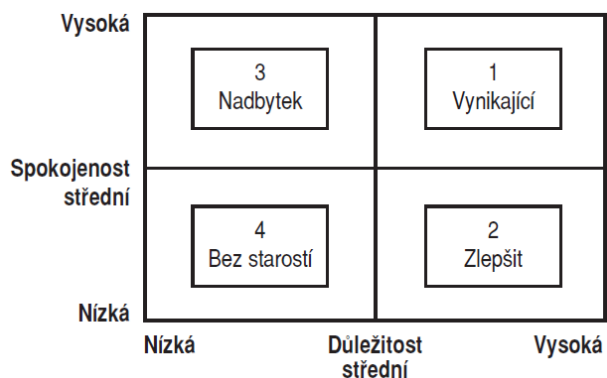 Vysoká
3
Nadbytek
1
Vynikající
Spokojenost
střední
4
Bez starostí
2
Zlepšit
Nízká
Nízká
Důležitost
střední
Vysoká